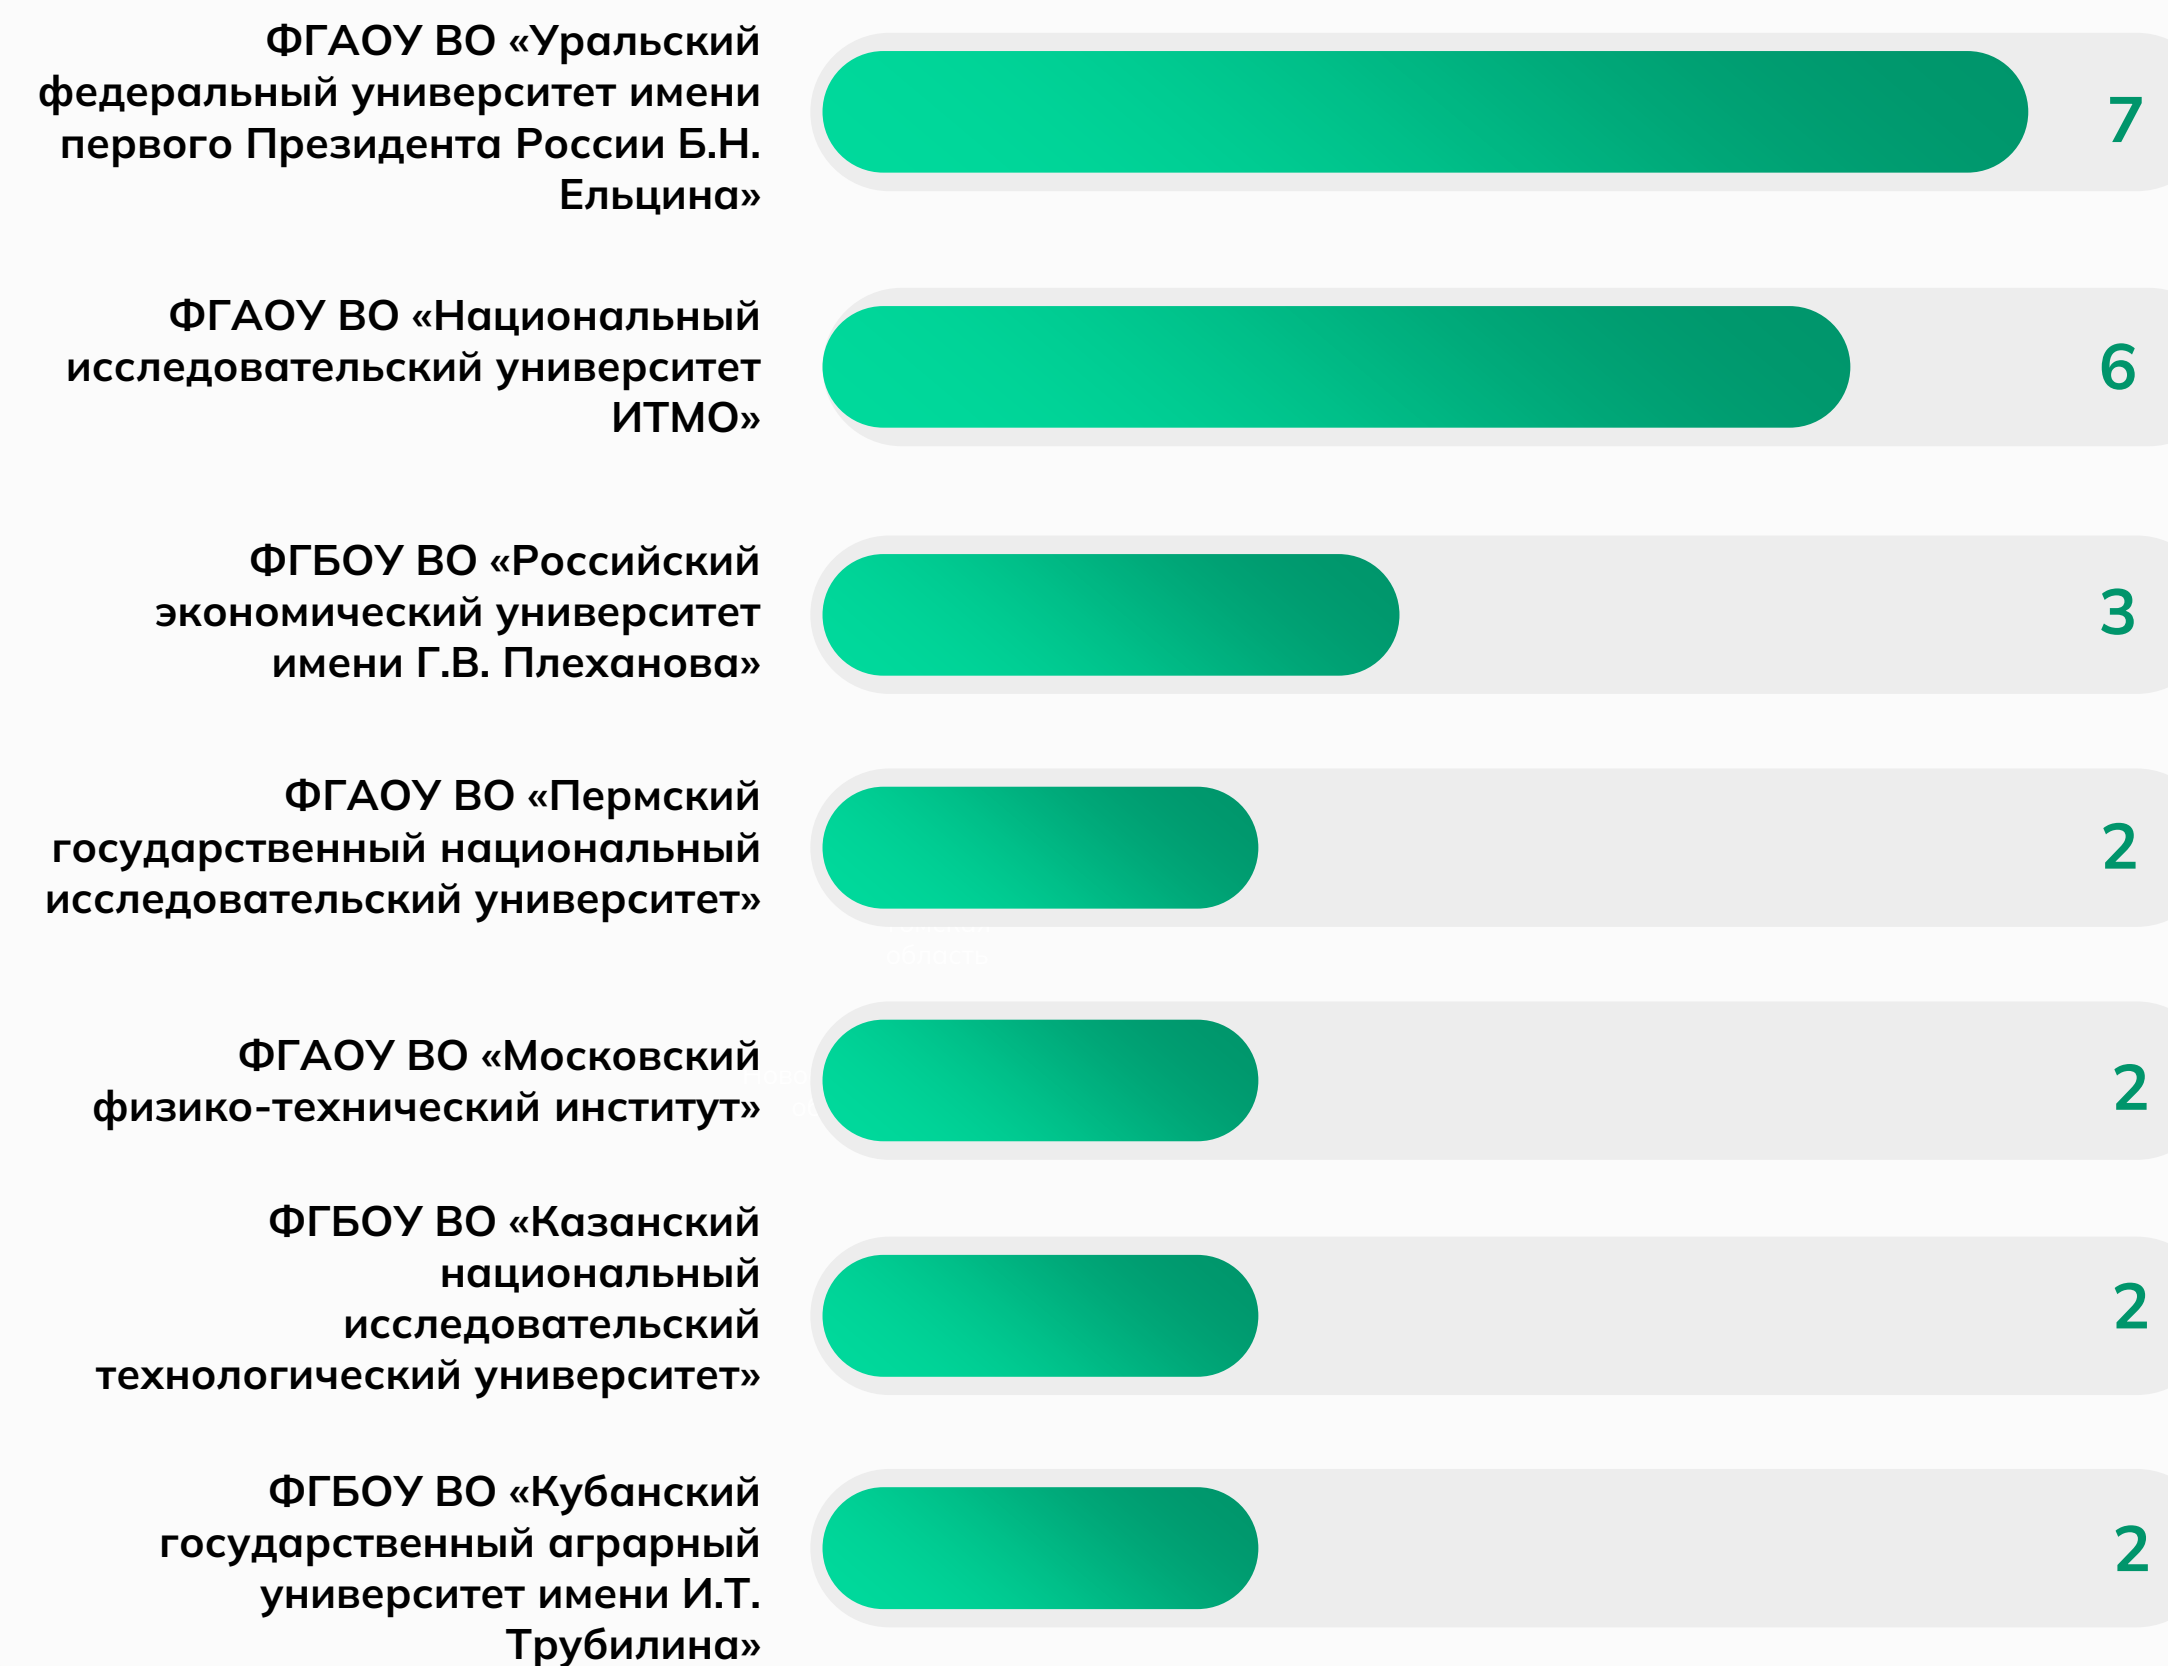 ФГАОУ ВО «Уральский
федеральный университет имени
первого Президента России Б.Н.
Ельцина»
7
ФГАОУ ВО «Национальный
исследовательский университет
ИТМО»
6
ФГБОУ ВО «Российский
экономический университет
имени Г.В. Плеханова»
3
ФГАОУ ВО «Пермский
государственный национальный
исследовательский университет»
2
область
ФГАОУ ВО «Московский
физико-технический институт»
2
ФГБОУ ВО «Казанский
национальный
исследовательский
технологический университет»
2
ФГБОУ ВО «Кубанский
государственный аграрный
университет имени И.Т.
Трубилина»
2